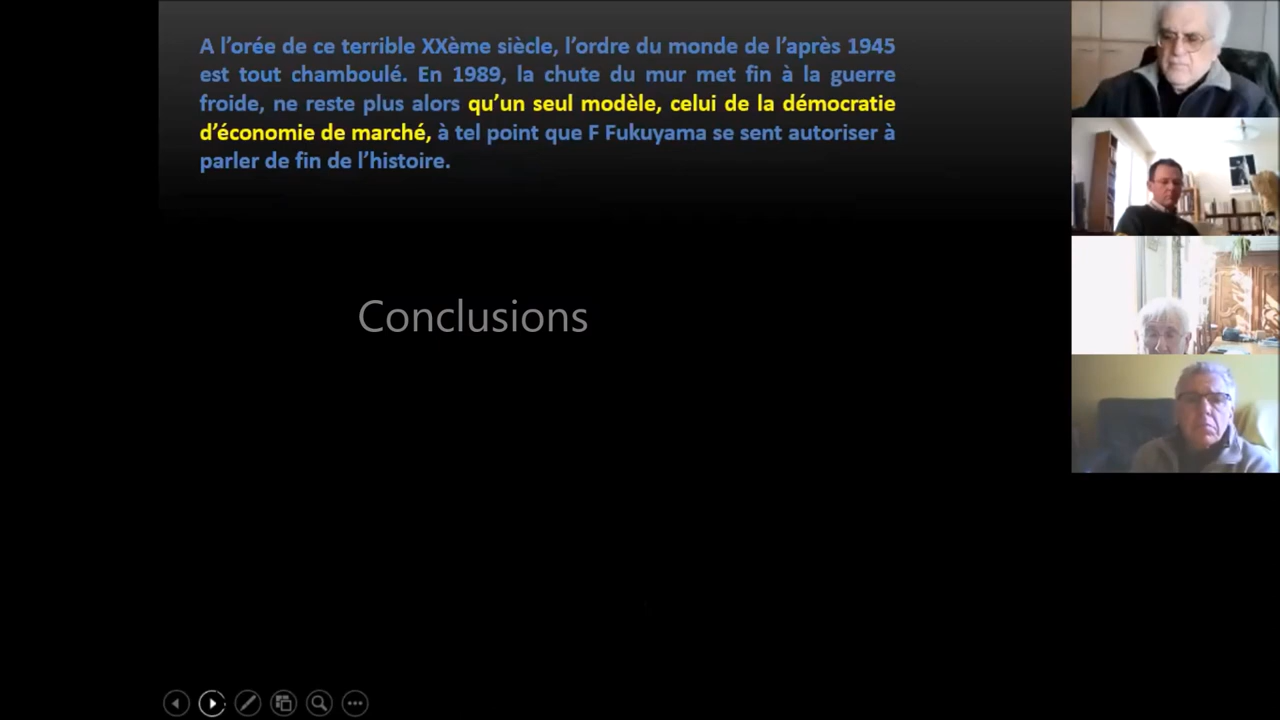 A l’orée de ce terrible XXème siècle, l’ordre du monde de l’après 1945
est tout chamboulé. En 1989, la chute du mur met fin à la guerre
froide, ne reste plus alors qu’un seul modèle, celui de la démocratie
d’économie de marché, à tel point que F Fukuyama se sent autoriser à
parler de fin de l’histoire.
Conclusions